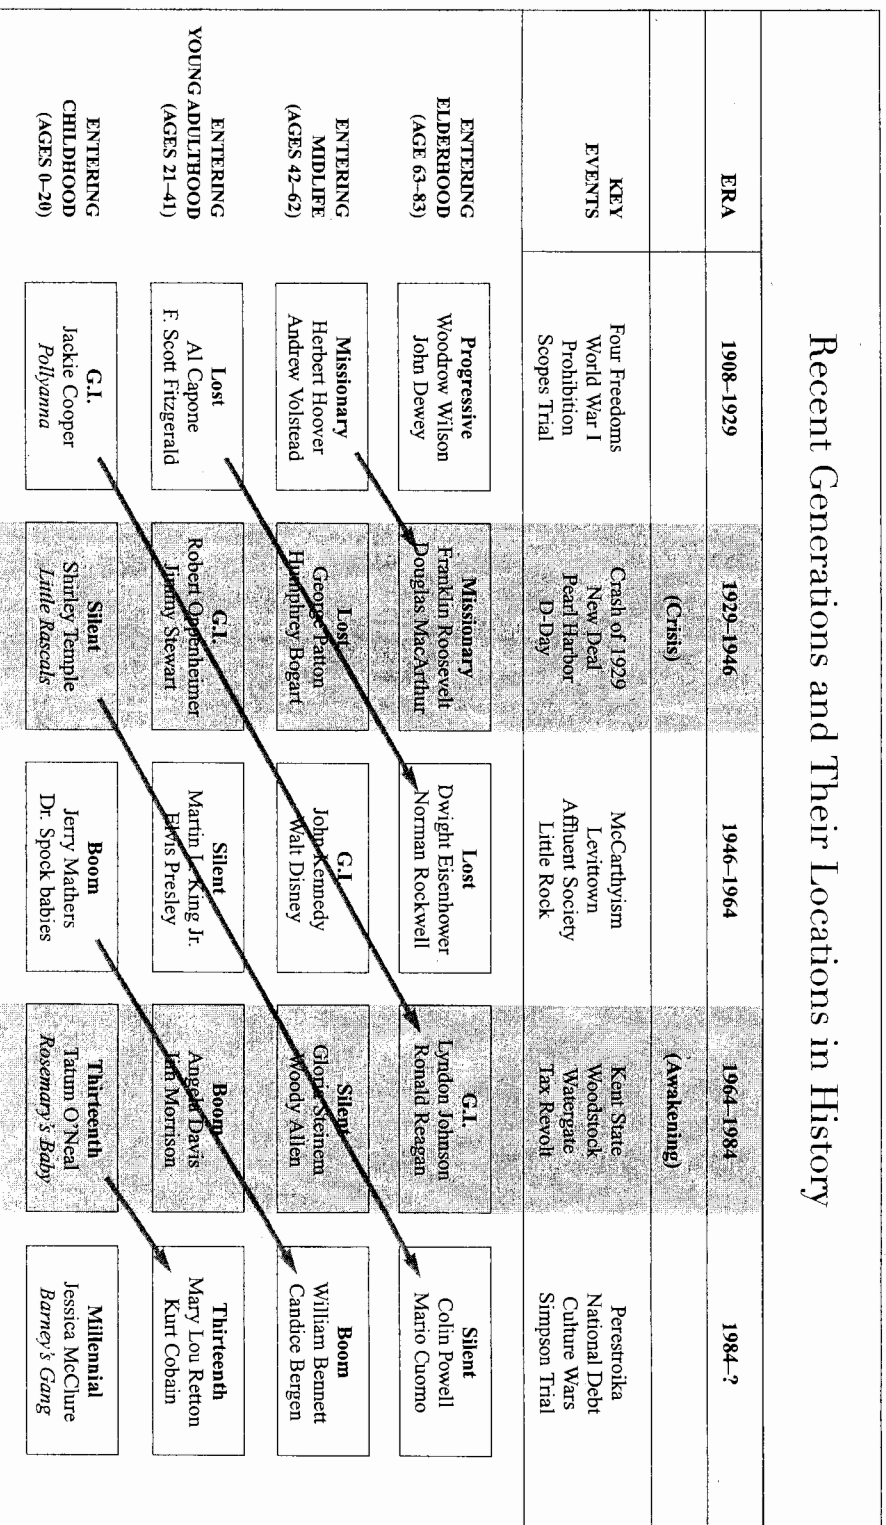 Recent Generations and Their Locations in History
ERA
1908–1929
1929–1946
1946–1964
1964–1984
1984–?
(Crisis)
(Awakening)
KEY
EVENTS
Four Freedoms
World War I
Prohibition
Scopes Trial
Crash of 1929
New Deal
Pearl Harbor
D-Day
McCarthyism
Levittown
Affluent Society
Little Rock
Kent State
Woodstock
Watergate
Tax Revolt
Perestroika
National Debt
Culture Wars
Simpson Trial
ENTERING
ELDERHOOD
(AGE 63–83)
Progressive
Woodrow Wilson
John Dewey
Missionary
Franklin Roosevelt
Douglas MacArthur
Lost
Dwight Eisenhower
Norman Rockwell
G.I.
Lyndon Johnson
Ronald Reagan
Silent
Colin Powell
Mario Cuomo
ENTERING
MIDLIFE
(AGES 42–62)
Missionary
Herbert Hoover
Andrew Volstead
Lost
George Patton
Humphrey Bogart
G.I.
John Kennedy
Walt Disney
Silent
Gloria Steinem
Woody Allen
Boom
William Bennett
Candice Bergen
ENTERING
YOUNG ADULTHOOD
(AGES 21–41)
Lost
Al Capone
F. Scott Fitzgerald
G.I.
Robert Oppenheimer
Jimmy Stewart
Silent
Martin L. King Jr.
Elvis Presley
Boom
Angela Davis
Jim Morrison
Thirteenth
Mary Lou Retton
Kurt Cobain
ENTERING
CHILDHOOD
(AGES 0–20)
G.I.
Jackie Cooper
Pollyanna
Silent
Shirley Temple
Little Rascals
Boom
Jerry Mathers
Dr. Spock babies
Thirteenth
Tatum O'Neal
Rosemary's Baby
Millennial
Jessica McClure
Barney's Gang